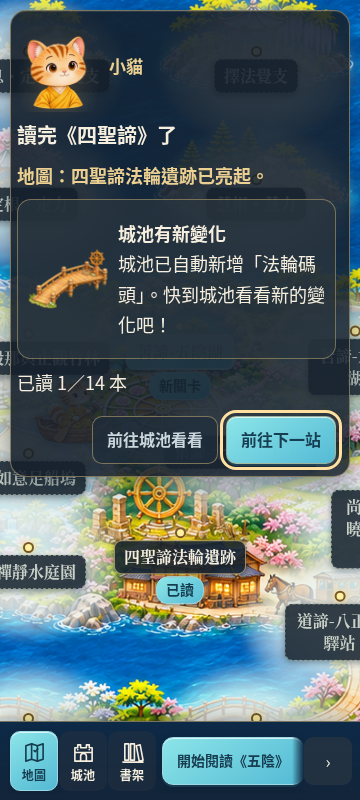 小貓
擇法覺支
讀完《四聖諦》了
地圖：四聖諦法輪遺跡已亮起。
城池有新變化
城池已自動新增「法輪碼
頭」。快到城池看看新的變
化吧！
已讀 1／14 本
新關卡
前往城池看看
前往下一站
如意足船塢
四聖諦法輪遺跡
已讀
禪靜水庭園
道諦-八正
驛站
地圖
城池
書架
開始閱讀《五陰》
›